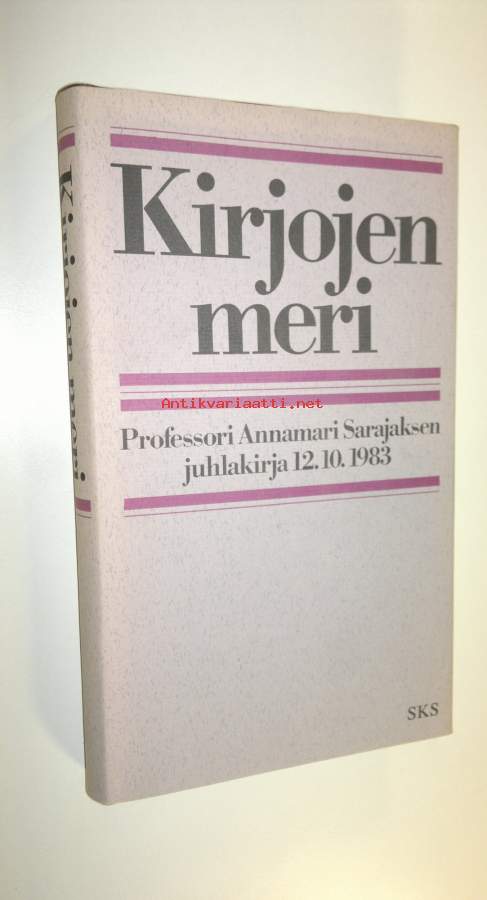 Kirjojen
meri
Antikvariaatti.net
Professori Annamari Sarajaksen
juhlakirja 12.10.1983
SKS
Kirjojen meri